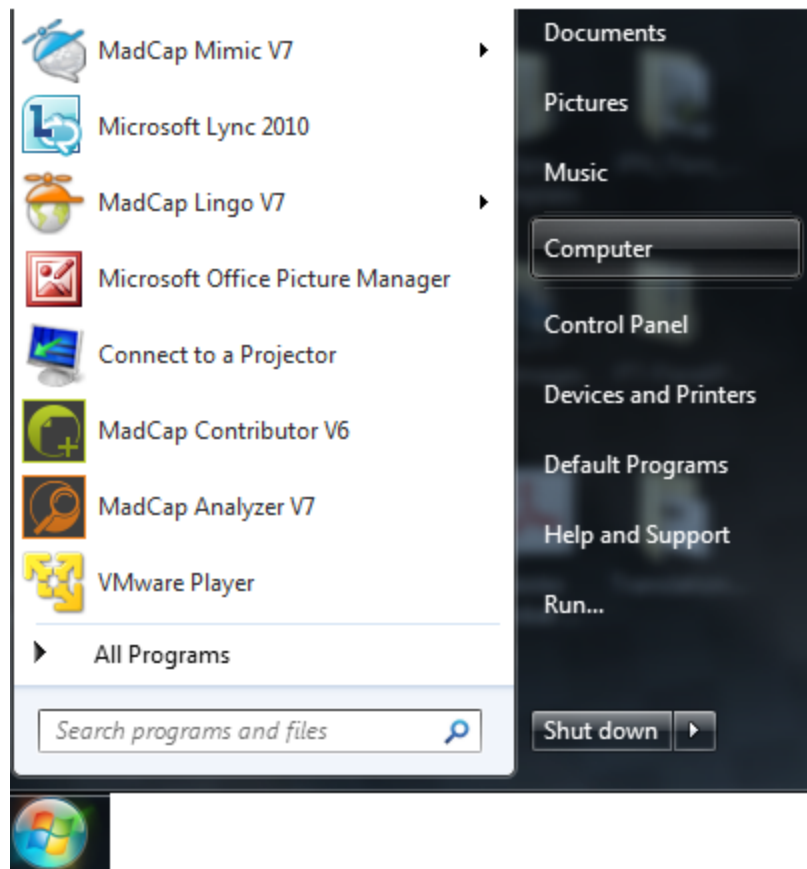 MadCap Mimic V7
Microsoft Lync 2010
MadCap Lingo V7
Microsoft Office Picture Manager
Connect to a Projector
MadCap Contributor V6
MadCap Analyzer V7
VMware Player
All Programs
Search programs and files
Documents
Pictures
Music
Computer
Control Panel
Devices and Printers
Default Programs
Help and Support
Run...
Shut down